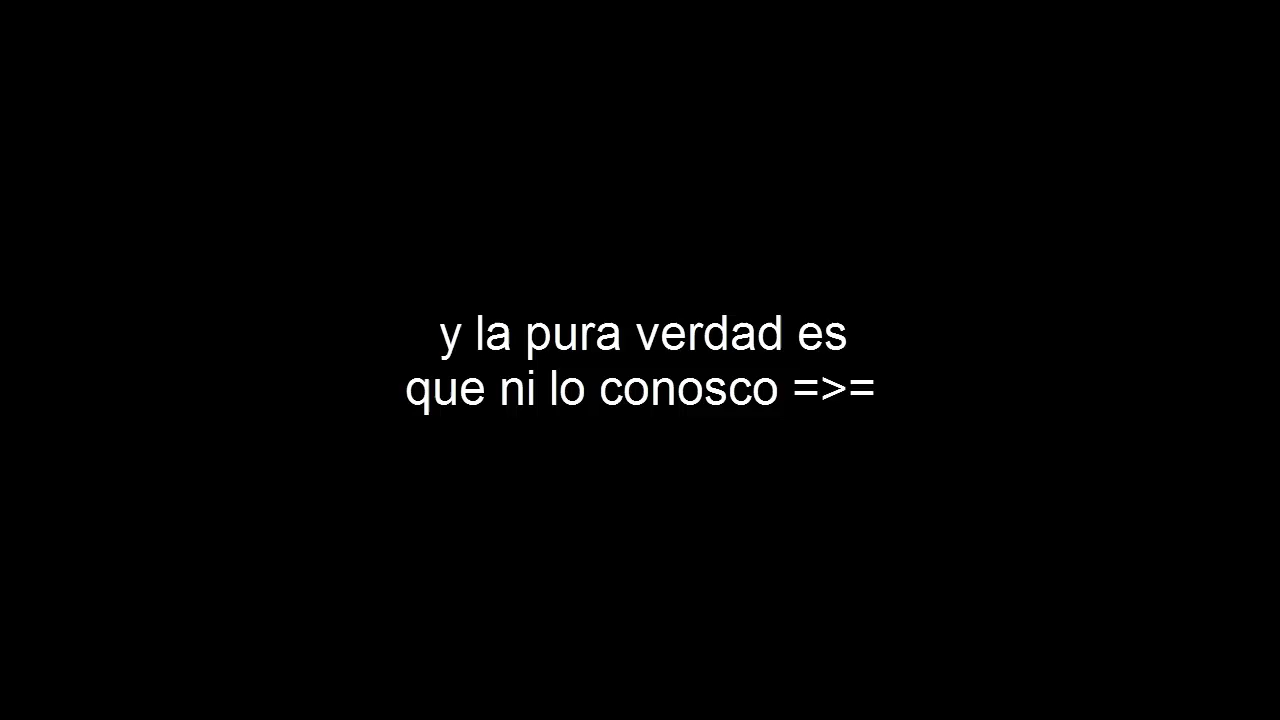 y la pura verdad es
que ni lo conosco =>=